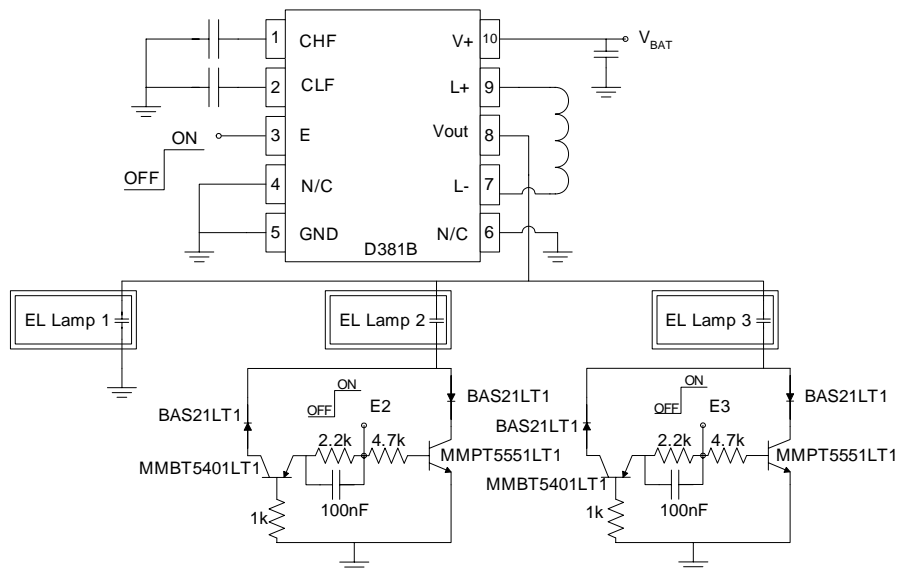 1 CHF V+ 10 V BAT
2 CLF L+ 9
3 E Vout 8
ON
OFF
4 N/C L- 7
5 GND N/C 6
D381B
EL Lamp 1 EL Lamp 2 EL Lamp 3
ON
OFF E2
BAS21LT1
BAS21LT1
2.2k 4.7k
MMPT5551LT1
MMBT5401LT1
100nF
1k
ON
OFF E3
BAS21LT1
BAS21LT1
2.2k 4.7k
MMPT5551LT1
MMBT5401LT1
100nF
1k